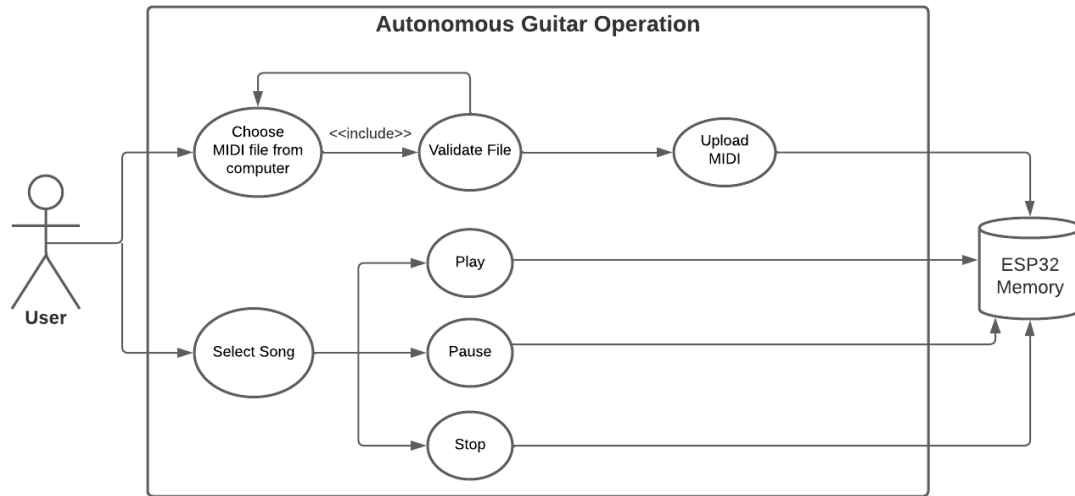 Autonomous Guitar Operation
Choose
MIDI file from
computer
<<include>>
Validate File
Upload
MIDI
User
Select Song
Play
Pause
Stop
ESP32
Memory